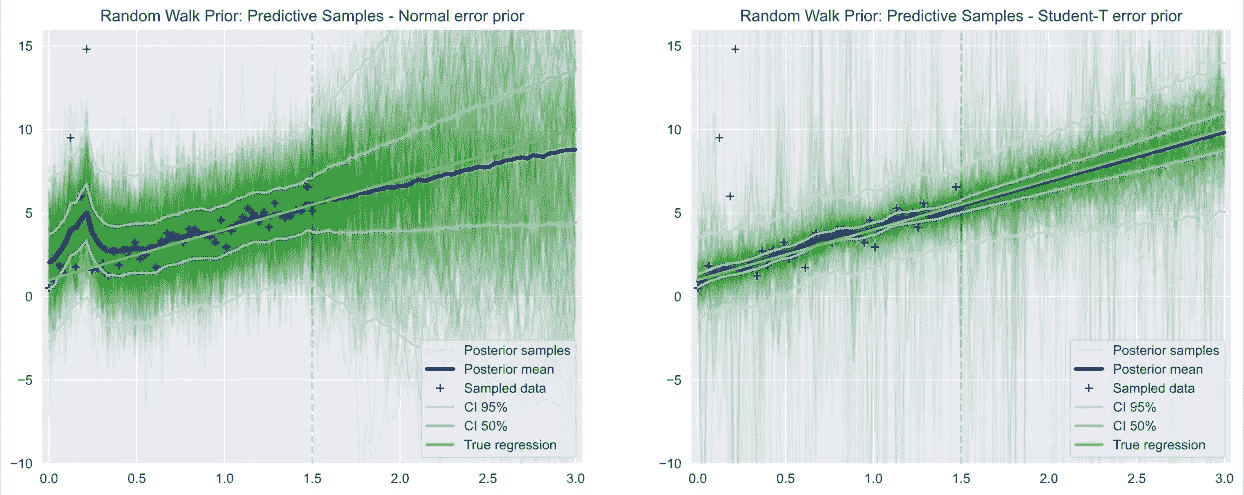 Random Walk Prior: Predictive Samples - Normal error prior
15
10
5
0
−5
−10
0.0 0.5 1.0 1.5 2.0 2.5 3.0
Posterior samples
Posterior mean
Sampled data
CI 95%
CI 50%
True regression
Random Walk Prior: Predictive Samples - Student-T error prior
15
10
5
0
−5
−10
0.0 0.5 1.0 1.5 2.0 2.5 3.0
Posterior samples
Posterior mean
Sampled data
CI 95%
CI 50%
True regression